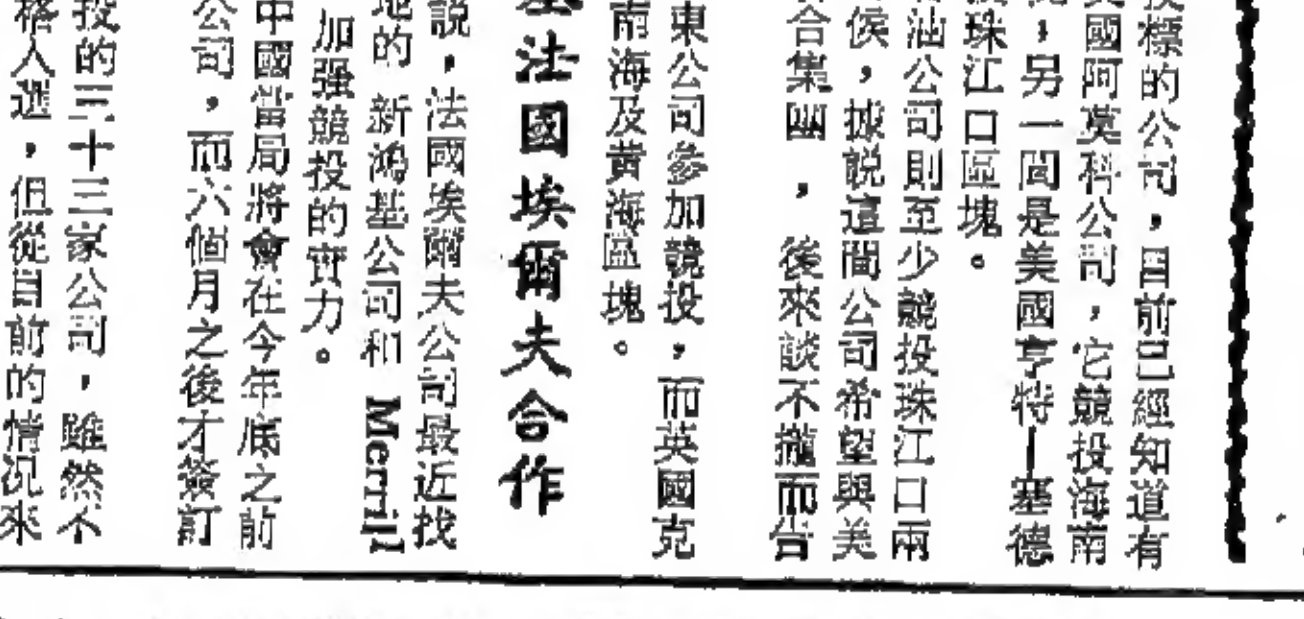 投標的公司，目前已經知道有
國阿莫科公司，它競投海南
，另一間是美國亨特—塞德
珠江口區塊。
油公司則至少競投珠江口兩
侯，據説這間公司希望與美
合集團，後來談不攏而告
東公司參加競投，而英國克
南海及黃海區塊。
基法國埃爾夫合作
説，法國埃爾夫公司最近找
地的 新鴻基公司和 Merrill
加强競投的實力。
中國當局將會在今年底之前
公司，而六個月之後才簽訂
投的三十三家公司，雖然不
格入選，但從目前的情况來